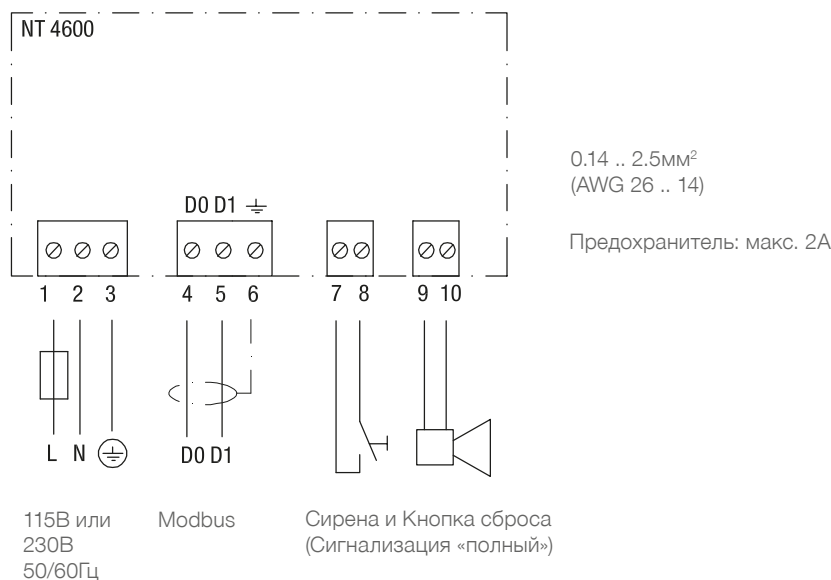 NT 4600
0.14 .. 2.5мм²
(AWG 26 .. 14)
Предохранитель: макс. 2А
D0 D1
1 2 3 4 5 6 7 8 9 10
L N D0 D1
115В или
230В
50/60Гц
Modbus
Сирена и Кнопка сброса
(Сигнализация «полный»)